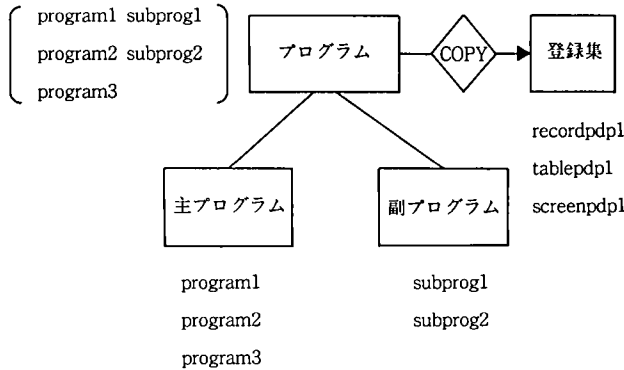 program1 subprog1
program2 subprog2
program3
プログラム
COPY
登録集
recordpdp1
tablepdp1
screenpdp1
主プログラム
副プログラム
program1
program2
program3
subprog1
subprog2